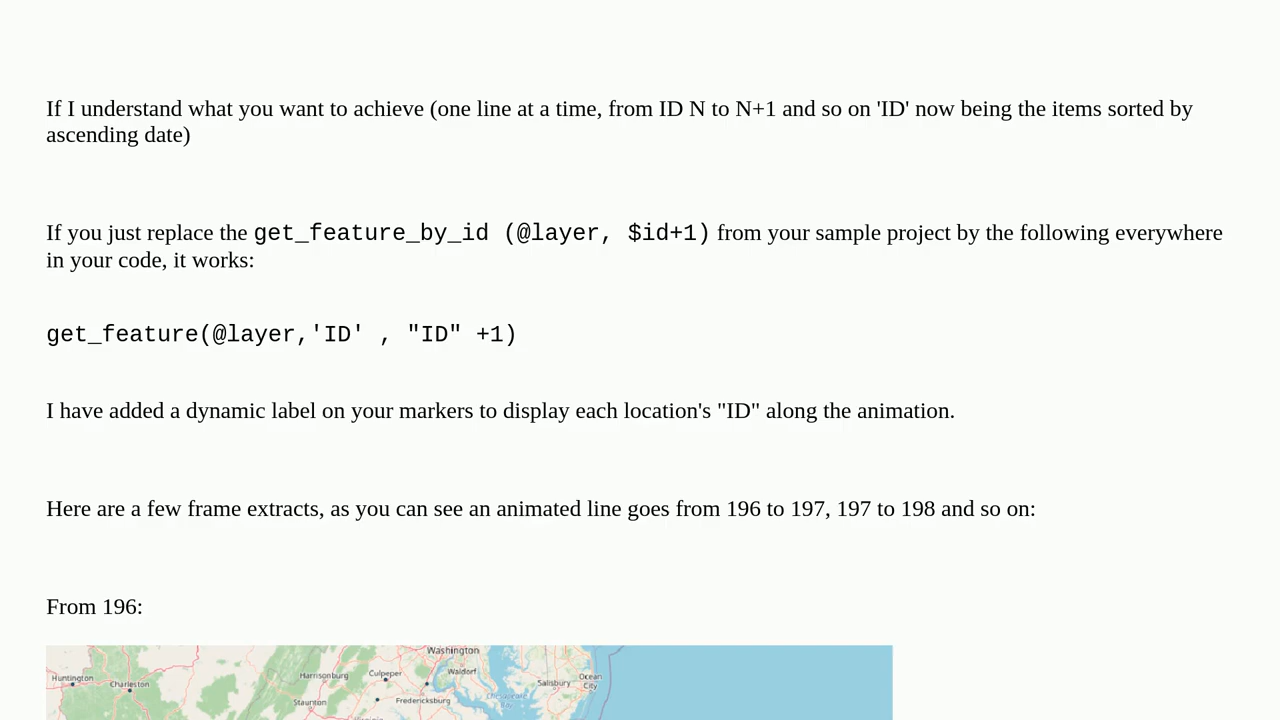 If I understand what you want to achieve (one line at a time, from ID N to N+1 and so on 'ID' now being the items sorted by
ascending date)
If you just replace the get_feature_by_id (@layer, $id+1) from your sample project by the following everywhere
in your code, it works:
get_feature(@layer,'ID' , "ID" +1)
I have added a dynamic label on your markers to display each location's "ID" along the animation.
Here are a few frame extracts, as you can see an animated line goes from 196 to 197, 197 to 198 and so on:
From 196:
Washington
Huntington
Charleston
Harrisonburg
Culpeper
Waldorf
Salisbury
Ocean
City
Staunton
Fredericksburg
Chesapeake
Bay